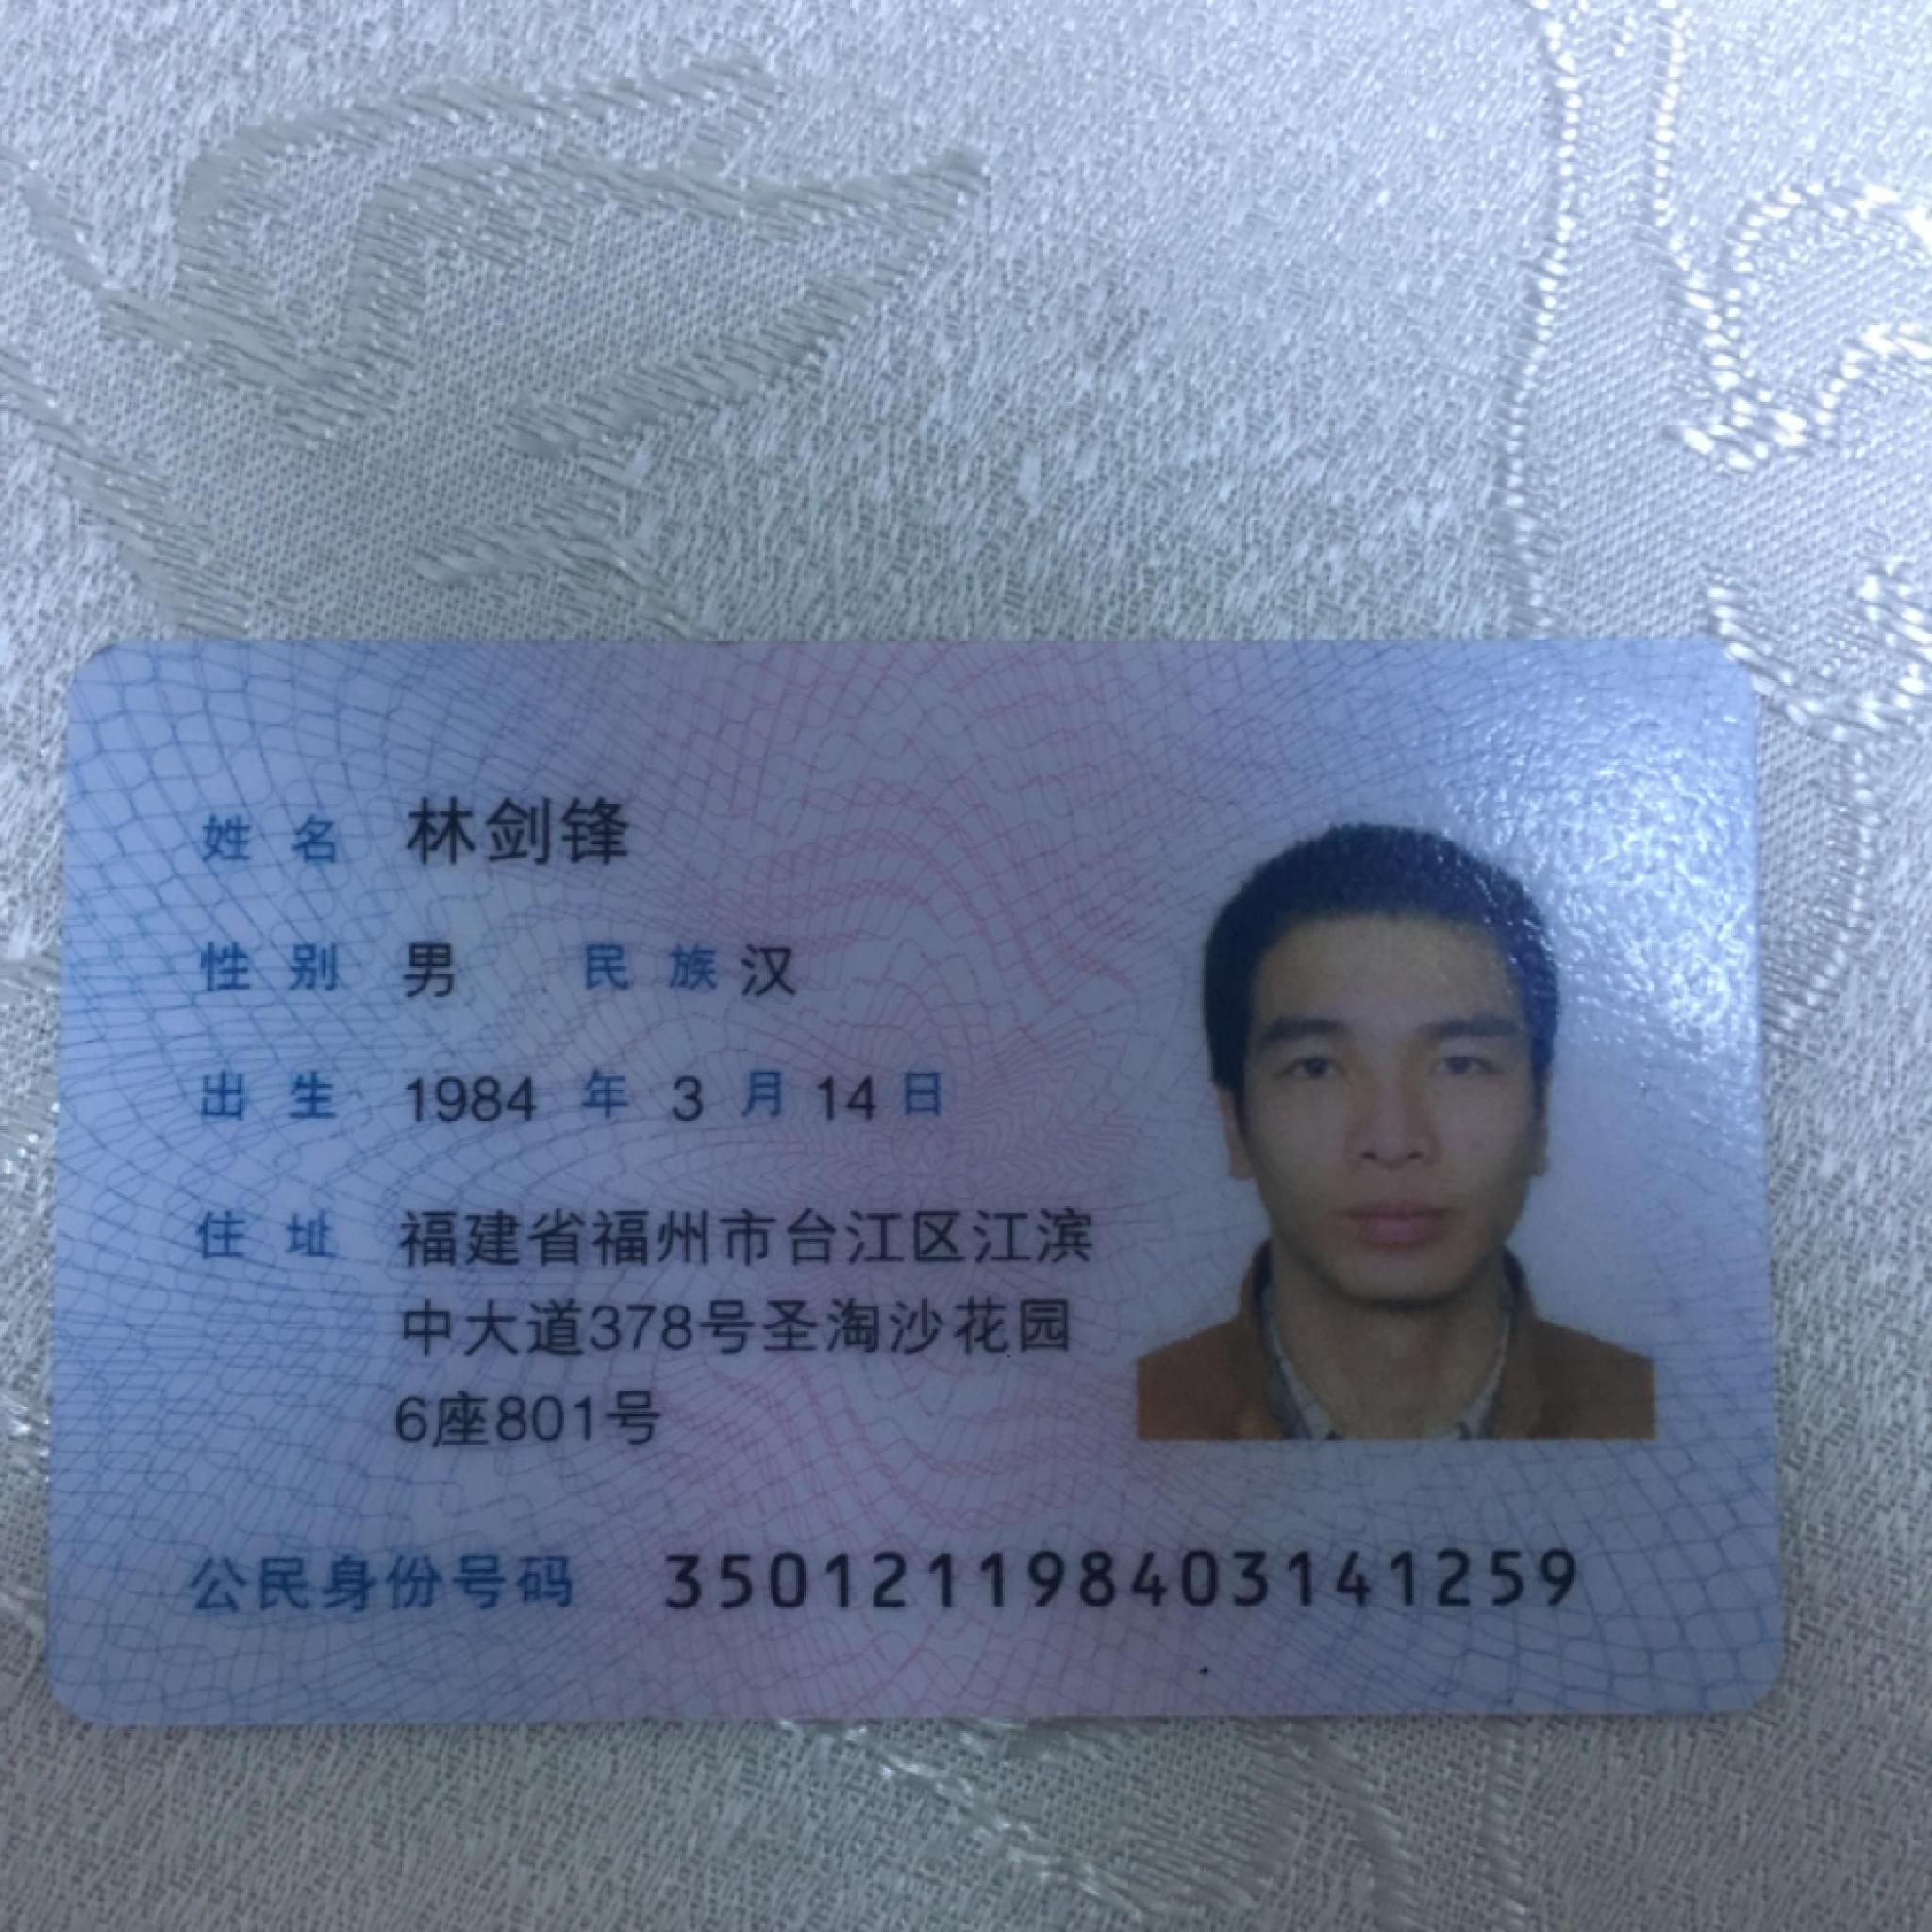 姓名 林剑锋
性别 男 民族 汉
出生 1984 年 3 月 14 日
住址 福建省福州市台江区江滨
中大道378号圣淘沙花园
6座801号
公民身份号码 350121198403141259